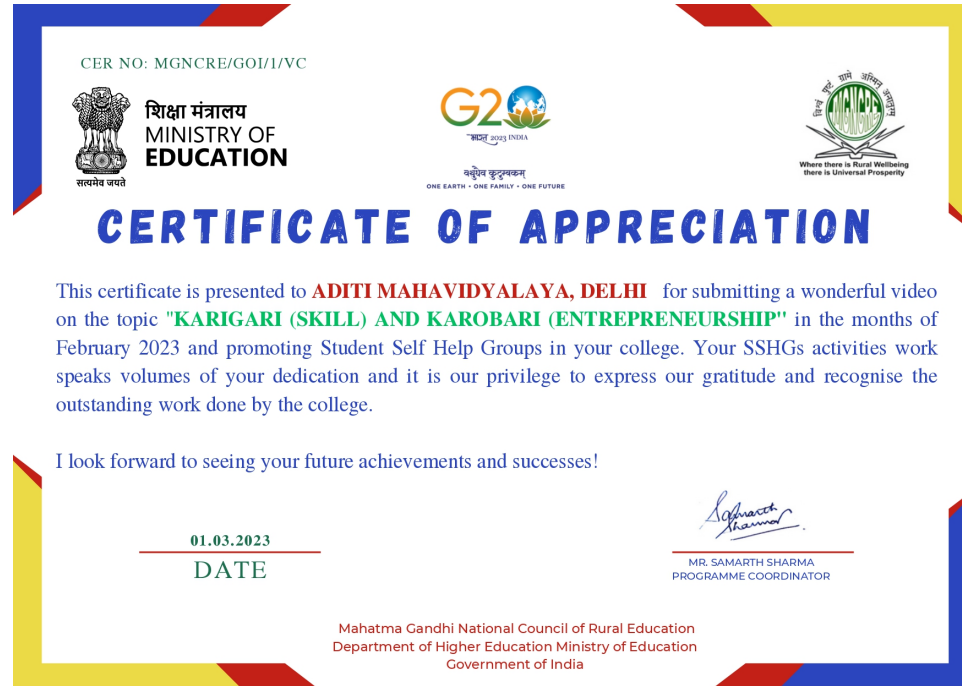 CER NO: MGNCRE/GOI/1/VC
शिक्षा मंत्रालय
MINISTRY OF
EDUCATION
सत्यमेव जयते
G20
भारत 2023 INDIA
वसुधैव कुटुम्बकम्
ONE EARTH • ONE FAMILY • ONE FUTURE
विश्वं पुष्टं ग्रामे अस्मिन् अनातुरम्
MGNCRE
Where there is Rural Wellbeing
there is Universal Prosperity
CERTIFICATE OF APPRECIATION
This certificate is presented to ADITI MAHAVIDYALAYA, DELHI for submitting a wonderful video
on the topic "KARIGARI (SKILL) AND KAROBARI (ENTREPRENEURSHIP" in the months of
February 2023 and promoting Student Self Help Groups in your college. Your SSHGs activities work
speaks volumes of your dedication and it is our privilege to express our gratitude and recognise the
outstanding work done by the college.
I look forward to seeing your future achievements and successes!
01.03.2023
DATE
Samarth
Sharma
MR. SAMARTH SHARMA
PROGRAMME COORDINATOR
Mahatma Gandhi National Council of Rural Education
Department of Higher Education Ministry of Education
Government of India